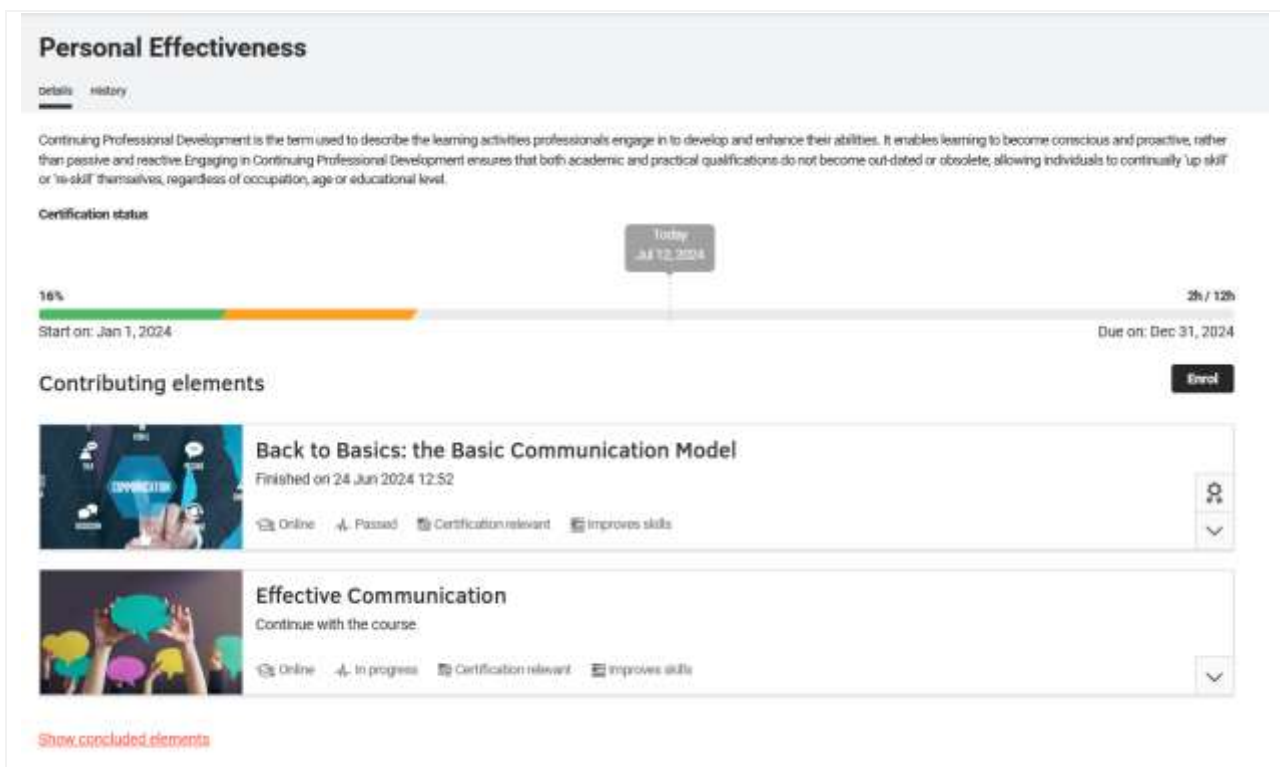 Personal Effectiveness
Details History
Continuing Professional Development is the term used to describe the learning activities professionals engage in to develop and enhance their abilities. It enables learning to become conscious and proactive, rather
than passive and reactive.Engaging in Continuing Professional Development ensures that both academic and practical qualifications do not become out-dated or obsolete, allowing individuals to continually 'up skill'
or 're-skill' themselves, regardless of occupation, age or educational level.
Certification status
Today
Jul 12, 2024
16% 2h / 12h
Start on: Jan 1, 2024 Due on: Dec 31, 2024
Contributing elements Enrol
Back to Basics: the Basic Communication Model
COMMUNICATION
Finished on 24 Jun 2024 12:52
Online Passed Certification relevant Improves skills
Effective Communication
Continue with the course
Online In progress Certification relevant Improves skills
Show concluded elements